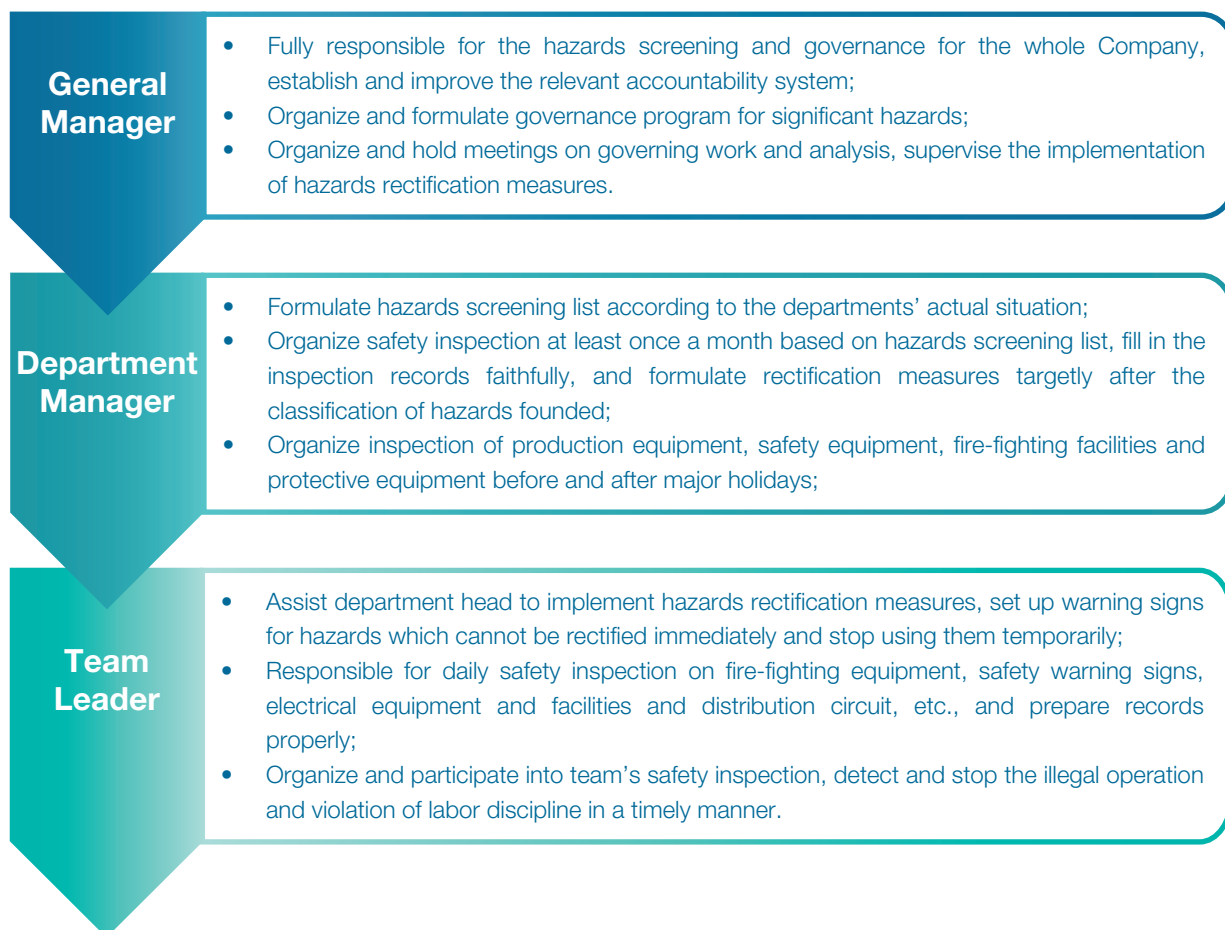 General
Manager
• Fully responsible for the hazards screening and governance for the whole Company,
establish and improve the relevant accountability system;
• Organize and formulate governance program for significant hazards;
• Organize and hold meetings on governing work and analysis, supervise the implementation
of hazards rectification measures.
Department
Manager
• Formulate hazards screening list according to the departments' actual situation;
• Organize safety inspection at least once a month based on hazards screening list, fill in the
inspection records faithfully, and formulate rectification measures targetly after the
classification of hazards founded;
• Organize inspection of production equipment, safety equipment, fire-fighting facilities and
protective equipment before and after major holidays;
Team
Leader
• Assist department head to implement hazards rectification measures, set up warning signs
for hazards which cannot be rectified immediately and stop using them temporarily;
• Responsible for daily safety inspection on fire-fighting equipment, safety warning signs,
electrical equipment and facilities and distribution circuit, etc., and prepare records
properly;
• Organize and participate into team's safety inspection, detect and stop the illegal operation
and violation of labor discipline in a timely manner.